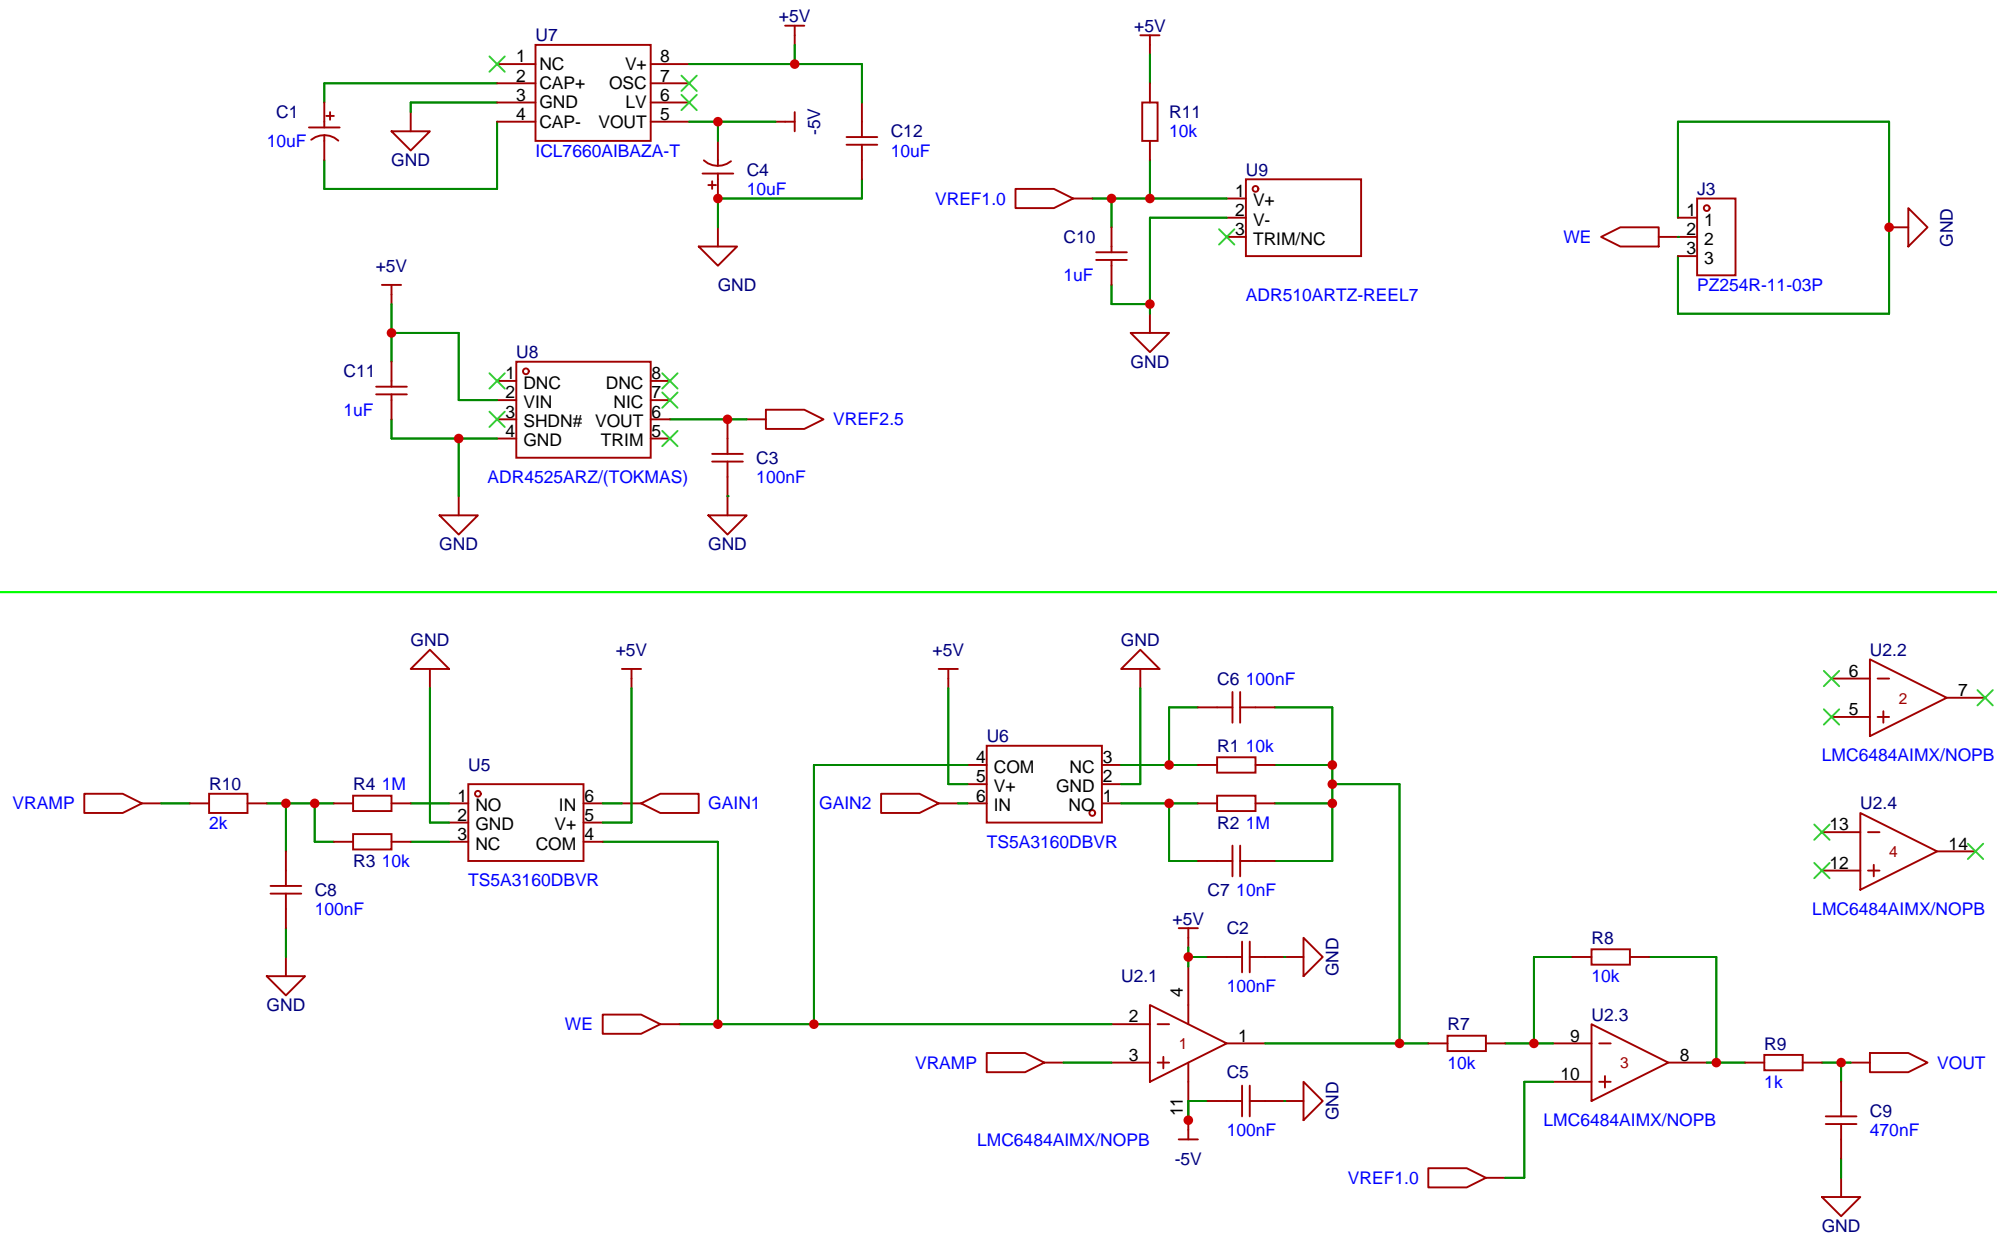 U7
+5V
1 NC V+ 8
2 CAP+ OSC 7
3 GND LV 6
4 CAP- VOUT 5
ICL7660AIBAZA-T
C1
10uF
GND
-5V
C4
10uF
C12
10uF
GND
+5V
R11
10k
VREF1.0
C10
1uF
U9
1 V+
2 V-
3 TRIM/NC
ADR510ARTZ-REEL7
GND
J3
WE
1 1
2 2
3 3
PZ254R-11-03P
GND
+5V
C11
1uF
U8
1 DNC DNC 8
2 VIN NIC 7
3 SHDN# VOUT 6
4 GND TRIM 5
ADR4525ARZ/(TOKMAS)
VREF2.5
C3
100nF
GND
GND
GND
+5V
VRAMP
R10
2k
R4 1M
R3 10k
U5
1 NO IN 6
2 GND V+ 5
3 NC COM 4
TS5A3160DBVR
GAIN1
C8
100nF
GND
+5V
GND
GAIN2
U6
4 COM NC 3
5 V+ GND 2
6 IN NO 1
TS5A3160DBVR
C6 100nF
R1 10k
R2 1M
C7 10nF
U2.2
6
5
2
7
LMC6484AIMX/NOPB
U2.4
13
12
4
14
LMC6484AIMX/NOPB
WE
VRAMP
+5V
C2
100nF
GND
U2.1
4
2
3
1
1
11
C5
100nF
GND
-5V
LMC6484AIMX/NOPB
R7
10k
R8
10k
U2.3
9
10
3
8
LMC6484AIMX/NOPB
VREF1.0
R9
1k
VOUT
C9
470nF
GND